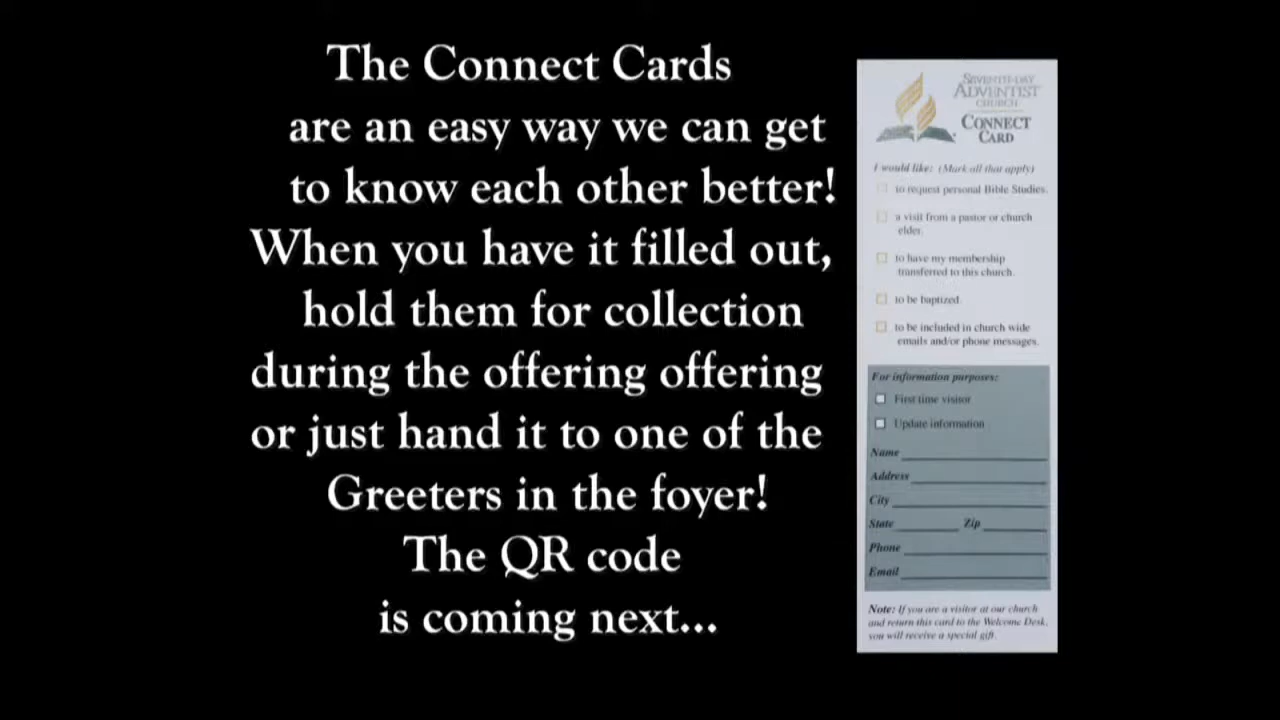 The Connect Cards
are an easy way we can get
to know each other better!
When you have it filled out,
hold them for collection
during the offering offering
or just hand it to one of the
Greeters in the foyer!
The QR code
is coming next...
SEVENTH-DAY
ADVENTIST
CHURCH
CONNECT
CARD
I would like: (Mark all that apply)
to request personal Bible Studies.
a visit from a pastor or church
elder.
to have my membership
transferred to this church.
to be baptized.
to be included in church wide
emails and/or phone messages.
For information purposes:
First time visitor
Update information
Name
Address
City
State Zip
Phone
Email
Note: If you are a visitor at our church
and return this card to the Welcome Desk,
you will receive a special gift.